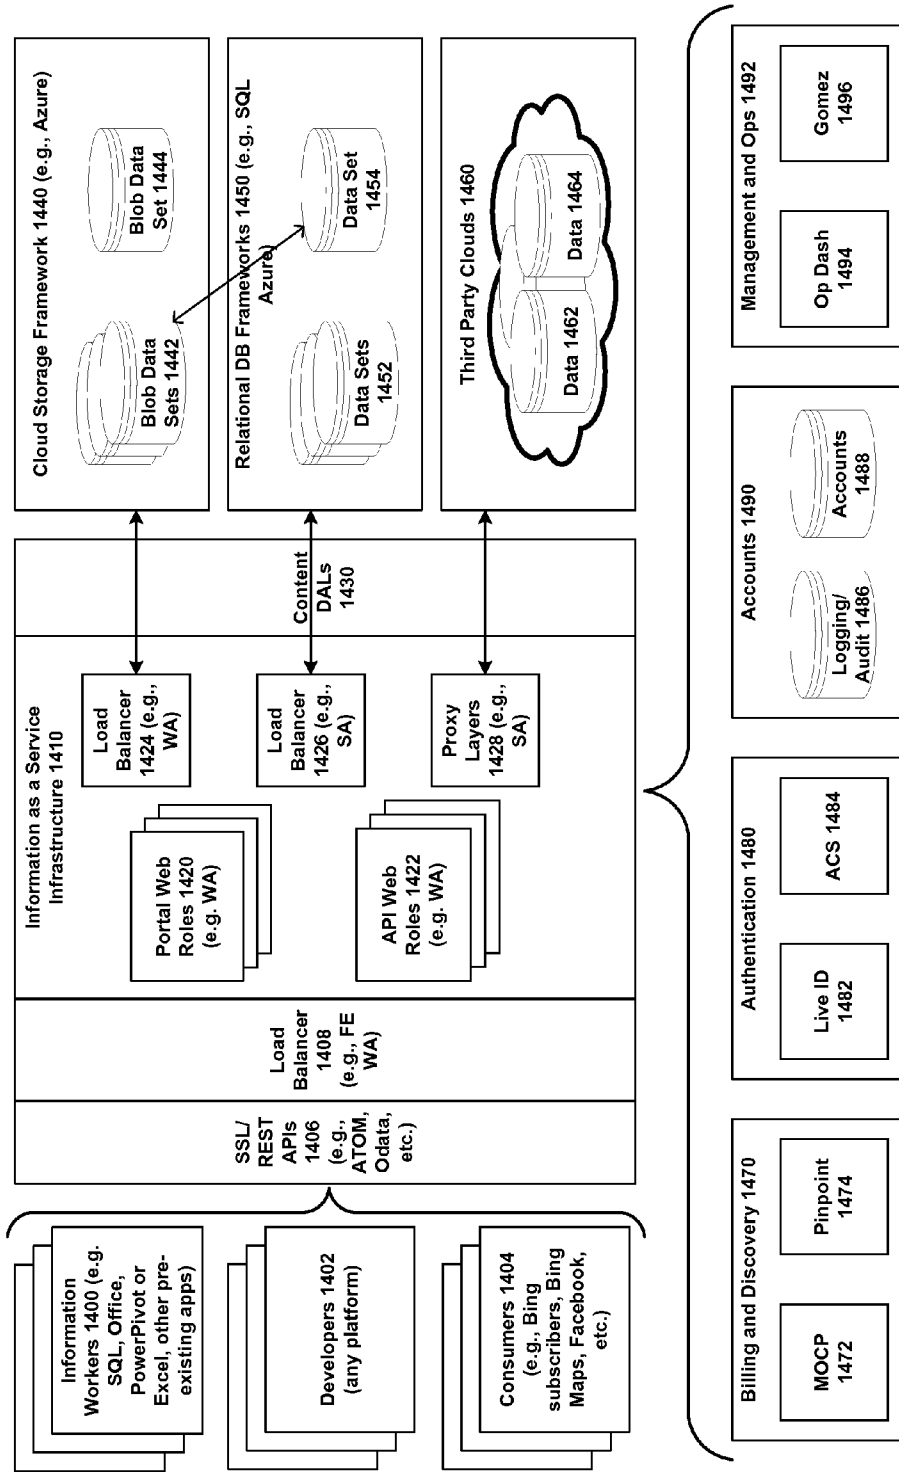 Information
Workers 1400 (e.g.
SQL, Office,
PowerPivot or
Excel, other pre-
existing apps)
Developers 1402
(any platform)
Consumers 1404
(e.g., Bing
subscribers, Bing
Maps, Facebook,
etc.)
SSL/
REST
APIs
1406
(e.g.,
ATOM,
Odata,
etc.)
Load
Balancer
1408
(e.g., FE
WA)
Information as a Service
Infrastructure 1410
Portal Web
Roles 1420
(e.g. WA)
API Web
Roles 1422
(e.g. WA)
Load
Balancer
1424 (e.g.,
WA)
Load
Balancer
1426 (e.g.,
SA)
Proxy
Layers
1428 (e.g.,
SA)
Content
DALs
1430
Cloud Storage Framework 1440 (e.g., Azure)
Blob Data
Sets 1442
Blob Data
Set 1444
Relational DB Frameworks 1450 (e.g., SQL
Azure)
Data Sets
1452
Data Set
1454
Third Party Clouds 1460
Data 1462
Data 1464
Billing and Discovery 1470
MOCP
1472
Pinpoint
1474
Authentication 1480
Live ID
1482
ACS 1484
Accounts 1490
Logging/
Audit 1486
Accounts
1488
Management and Ops 1492
Op Dash
1494
Gomez
1496